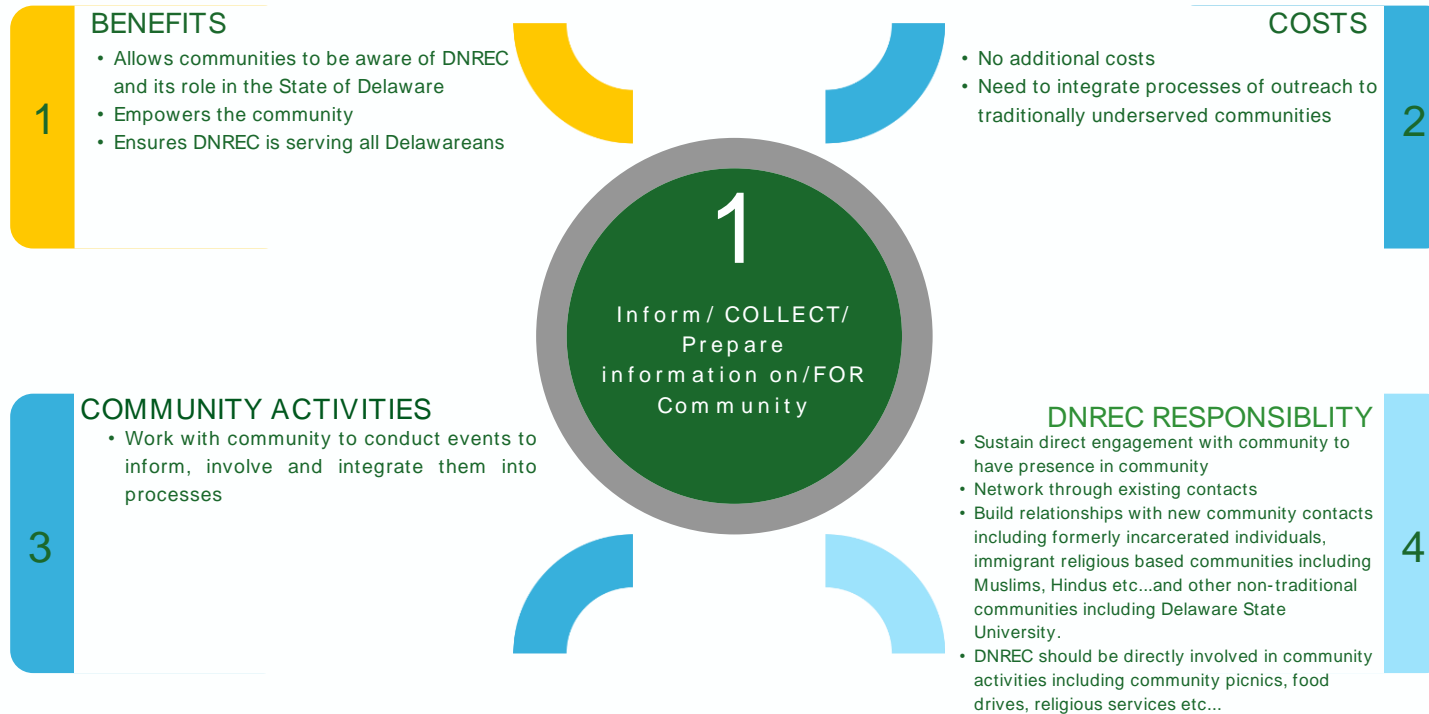 1
BENEFITS
• Allows communities to be aware of DNREC
and its role in the State of Delaware
• Empowers the community
• Ensures DNREC is serving all Delawareans
COSTS
• No additional costs
• Need to integrate processes of outreach to
traditionally underserved communities
2
1
Inform/ COLLECT/
Prepare
information on/FOR
Community
3
COMMUNITY ACTIVITIES
• Work with community to conduct events to
inform, involve and integrate them into
processes
DNREC RESPONSIBLITY
• Sustain direct engagement with community to
have presence in community
• Network through existing contacts
• Build relationships with new community contacts
including formerly incarcerated individuals,
immigrant religious based communities including
Muslims, Hindus etc...and other non-traditional
communities including Delaware State
University.
• DNREC should be directly involved in community
activities including community picnics, food
drives, religious services etc...
4